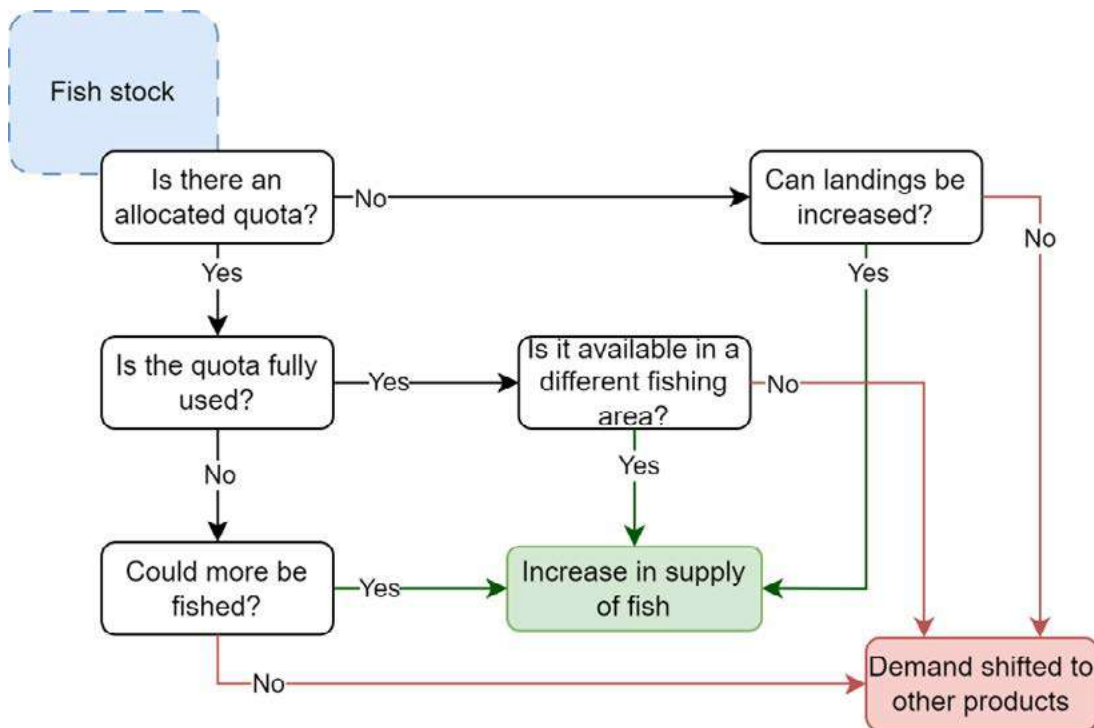 Fish stock
Is there an
allocated quota?
No
Can landings be
increased?
No
Yes
Yes
Is the quota fully
used?
Yes
Is it available in a
different fishing
area?
No
No
Yes
Could more be
fished?
Yes
Increase in supply
of fish
No
Demand shifted to
other products